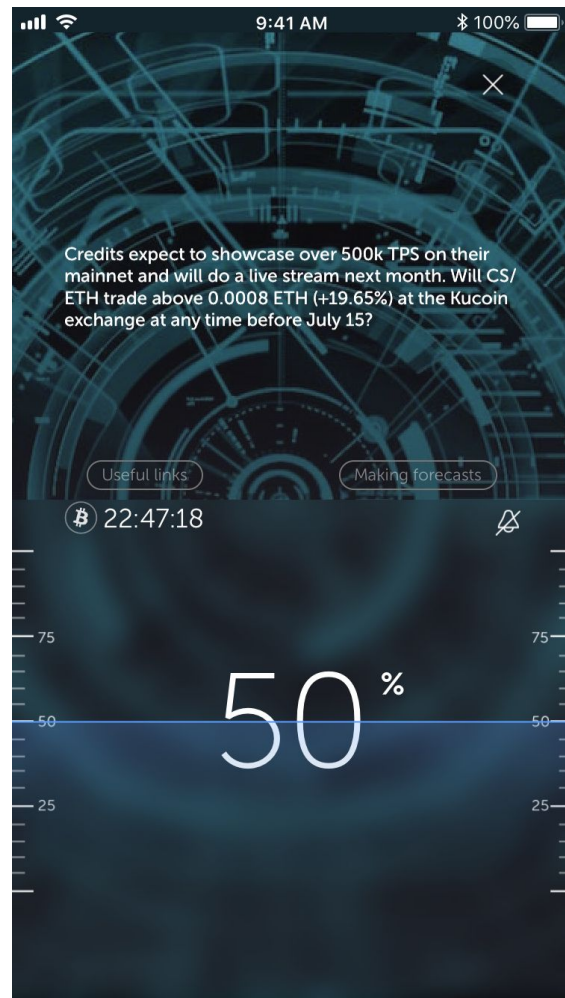 9:41 AM
100%
Credits expect to showcase over 500k TPS on their
mainnet and will do a live stream next month. Will CS/
ETH trade above 0.0008 ETH (+19.65%) at the Kucoin
exchange at any time before July 15?
Useful links
Making forecasts
22:47:18
75
75
50 %
50
50
25
25